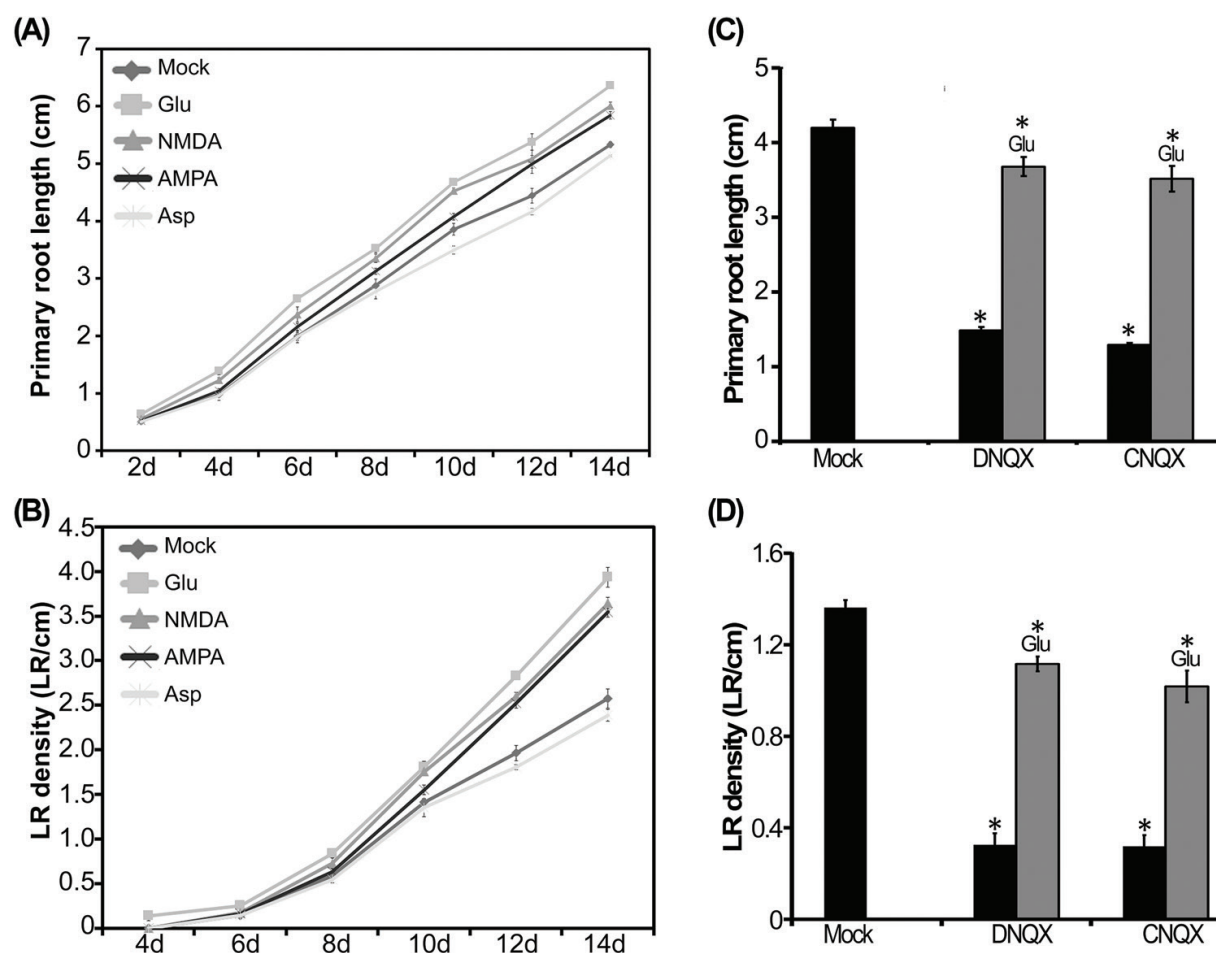 (A)
Primary root length (cm)
7
6
5
4
3
2
1
0
Mock
Glu
NMDA
AMPA
Asp
2d 4d 6d 8d 10d 12d 14d
(B)
LR density (LR/cm)
4.5
4.0
3.5
3.0
2.5
2.0
1.5
1.0
0.5
0
Mock
Glu
NMDA
AMPA
Asp
4d 6d 8d 10d 12d 14d
(C)
Primary root length (cm)
5
4
3
2
1
0
*
Glu
*
Glu
*
*
Mock DNQX CNQX
(D)
LR density (LR/cm)
1.6
1.2
0.8
0.4
0
*
Glu
*
Glu
*
*
Mock DNQX CNQX